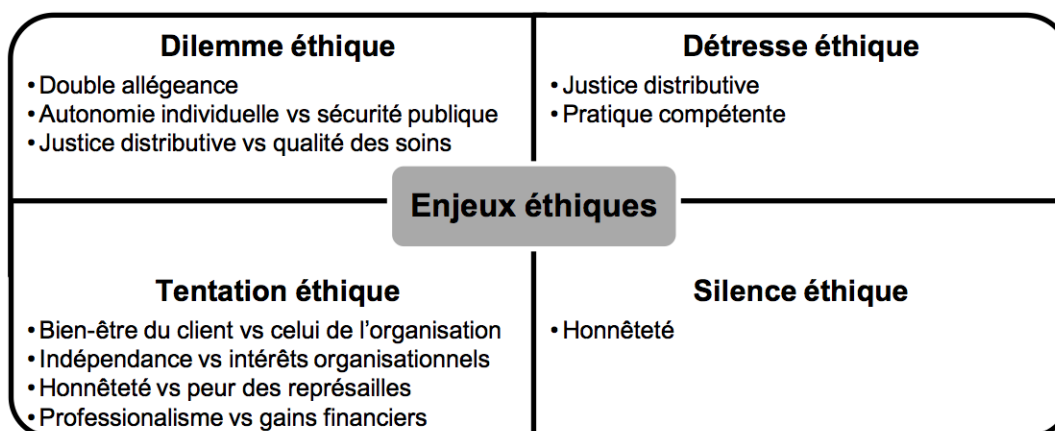 Dilemme éthique
• Double allégeance
• Autonomie individuelle vs sécurité publique
• Justice distributive vs qualité des soins
Détresse éthique
• Justice distributive
• Pratique compétente
Enjeux éthiques
Tentation éthique
• Bien-être du client vs celui de l'organisation
• Indépendance vs intérêts organisationnels
• Honnêteté vs peur des représailles
• Professionalisme vs gains financiers
Silence éthique
• Honnêteté